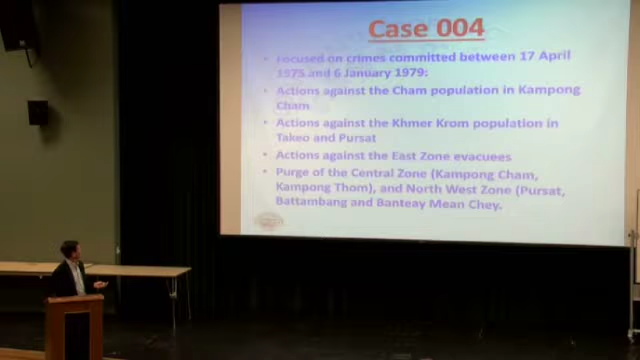 Case 004
• Focused on crimes committed between 17 April
1975 and 6 January 1979:
• Actions against the Cham population in Kampong
Cham
• Actions against the Khmer Krom population in
Takeo and Pursat
• Actions against the East Zone evacuees
• Purge of the Central Zone (Kampong Cham,
Kampong Thom), and North West Zone (Pursat,
Battambang and Banteay Mean Chey.